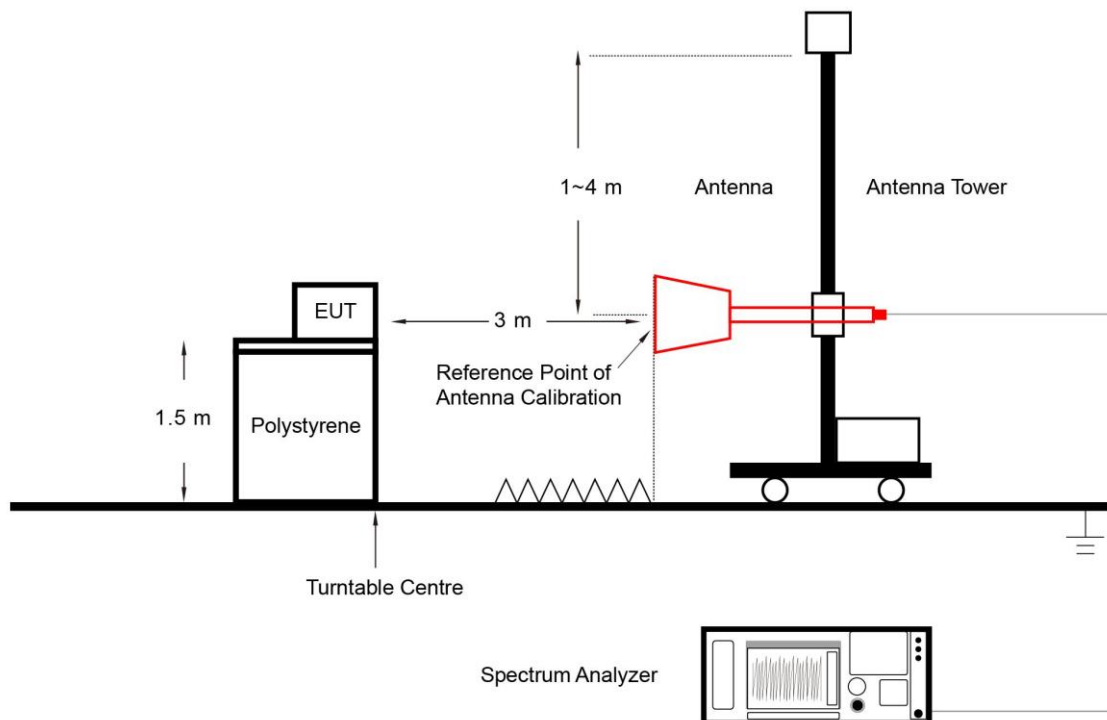 1~4 m
Antenna
Antenna Tower
EUT
3 m
Reference Point of
Antenna Calibration
1.5 m
Polystyrene
Turntable Centre
Spectrum Analyzer